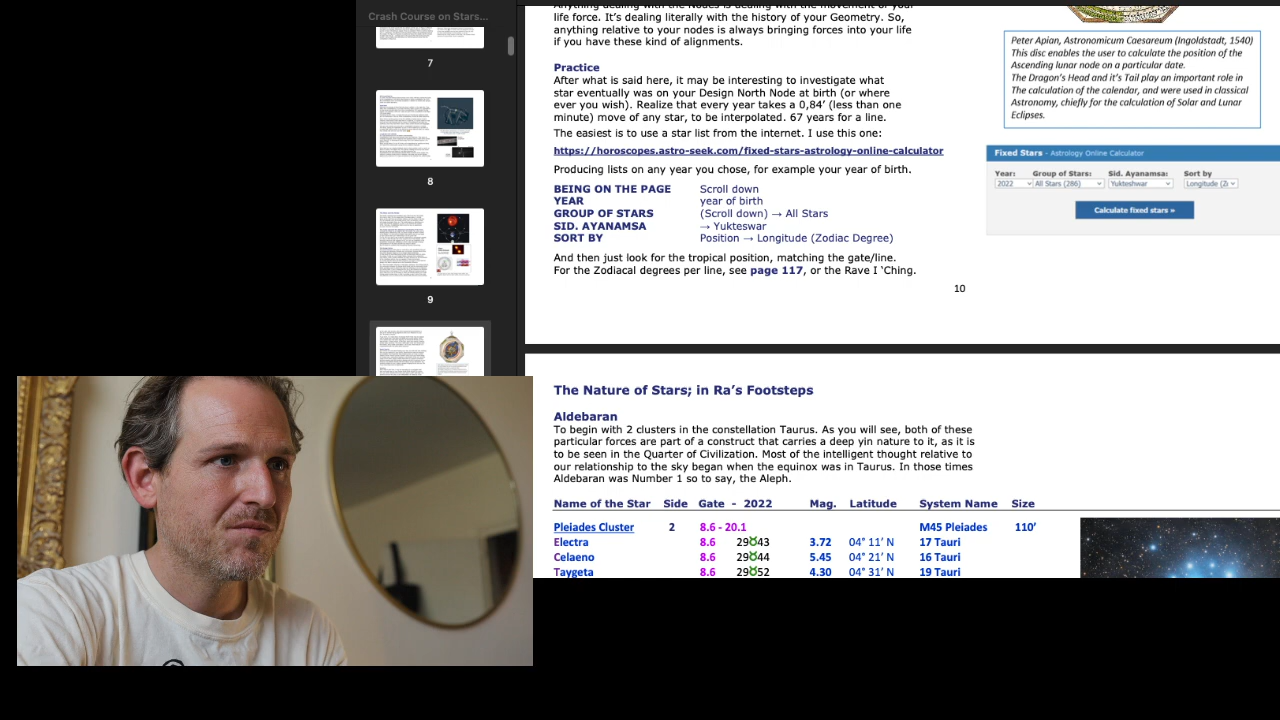 Crash Course on Stars...
7
8
9
Anything dealing with the Nodes is dealing with the movement of your
life force. It's dealing literally with the history of your Geometry. So,
anything relative to your nodes is always bringing forces into your life
if you have these kind of alignments.
Practice
After what is said here, it may be interesting to investigate what
star eventually was on your Design North Node at birth (or where
ever you wish). Realize that every year takes a 0,84' (less than one
minute) move of any star, to be interpolated. 67 years for a line.
The easiest is to use a star list from the internet. I use this one:
https://horoscopes.astro-seek.com/fixed-stars-astrology-online-calculator
Producing lists on any year you chose, for example your year of birth.
BEING ON THE PAGE Scroll down
YEAR year of birth
GROUP OF STARS (Scroll down) → All Stars
SID. AYANAMSA → Yukteswar
SORT BY Position → Longitude (Zodiac Degree)
And then just look for the tropical position, matching the gate/line.
For the Zodiacal degrees per line, see page 117, or the Rave I 'Ching.
10
Peter Apian, Astronomicum Caesareum (Ingoldstadt, 1540)
This disc enables the user to calculate the position of the
Ascending lunar node on a particular date.
The Dragon's Head and it's Tail play an important role in
The calculation of the calendar, and were used in classical
Astronomy, chiefly for the calculation of Solar and Lunar
Eclipses.
Fixed Stars - Astrology Online Calculator
Year: Group of Stars: Sid. Ayanamsa: Sort by
2022 All Stars (286) Yukteshwar Longitude (Z
Calculate fixed stars »
The Nature of Stars; in Ra's Footsteps
Aldebaran
To begin with 2 clusters in the constellation Taurus. As you will see, both of these
particular forces are part of a construct that carries a deep yin nature to it, as it is
to be seen in the Quarter of Civilization. Most of the intelligent thought relative to
our relationship to the sky began when the equinox was in Taurus. In those times
Aldebaran was Number 1 so to say, the Aleph.
Name of the Star Side Gate - 2022 Mag. Latitude System Name Size
Pleiades Cluster 2 8.6 - 20.1 M45 Pleiades 110'
Electra 8.6 29♉43 3.72 04° 11' N 17 Tauri
Celaeno 8.6 29♉44 5.45 04° 21' N 16 Tauri
Taygeta 8.6 29♉52 4.30 04° 31' N 19 Tauri